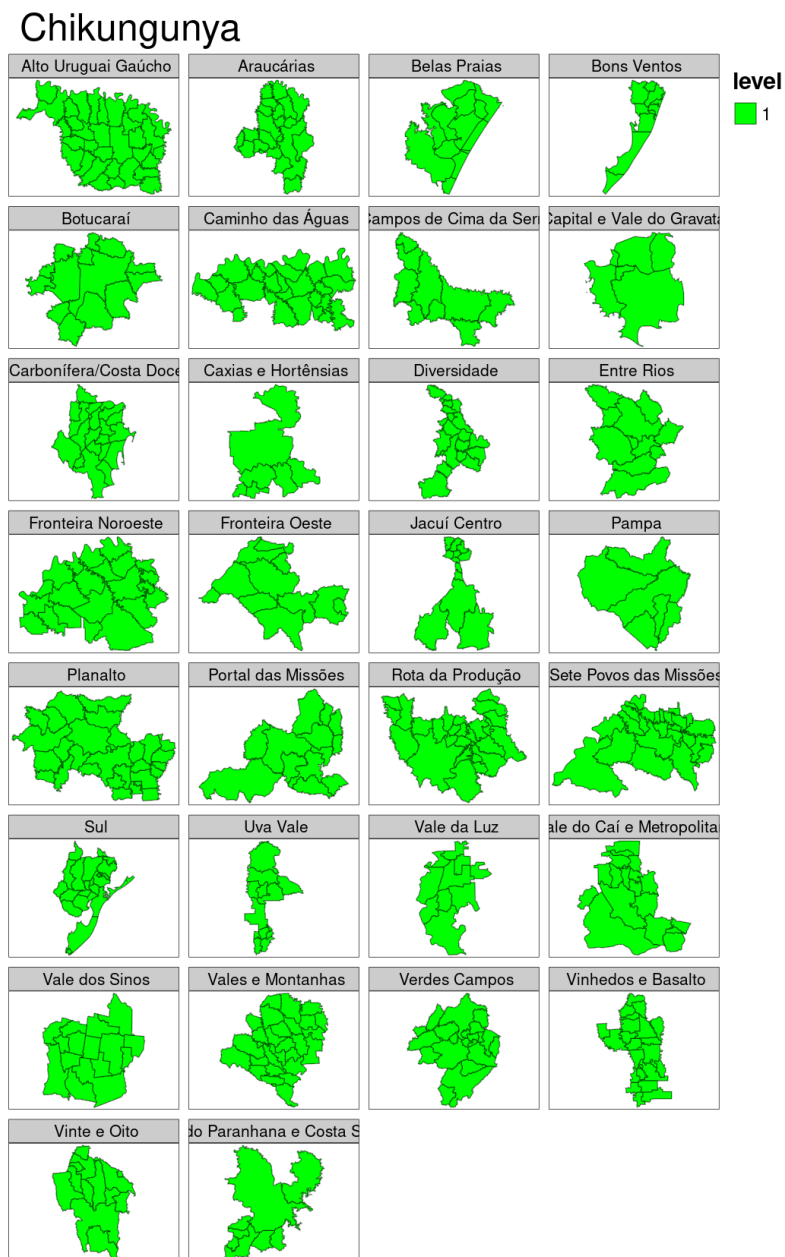 Chikungunya
Alto Uruguai Gaúcho
Araucárias
Belas Praias
Bons Ventos
level
1
Botucaraí
Caminho das Águas
Campos de Cima da Ser
Capital e Vale do Gravata
Carbonífera/Costa Doce
Caxias e Hortênsias
Diversidade
Entre Rios
Fronteira Noroeste
Fronteira Oeste
Jacuí Centro
Pampa
Planalto
Portal das Missões
Rota da Produção
Sete Povos das Missões
Sul
Uva Vale
Vale da Luz
ale do Caí e Metropolita
Vale dos Sinos
Vales e Montanhas
Verdes Campos
Vinhedos e Basalto
Vinte e Oito
do Paranhana e Costa S